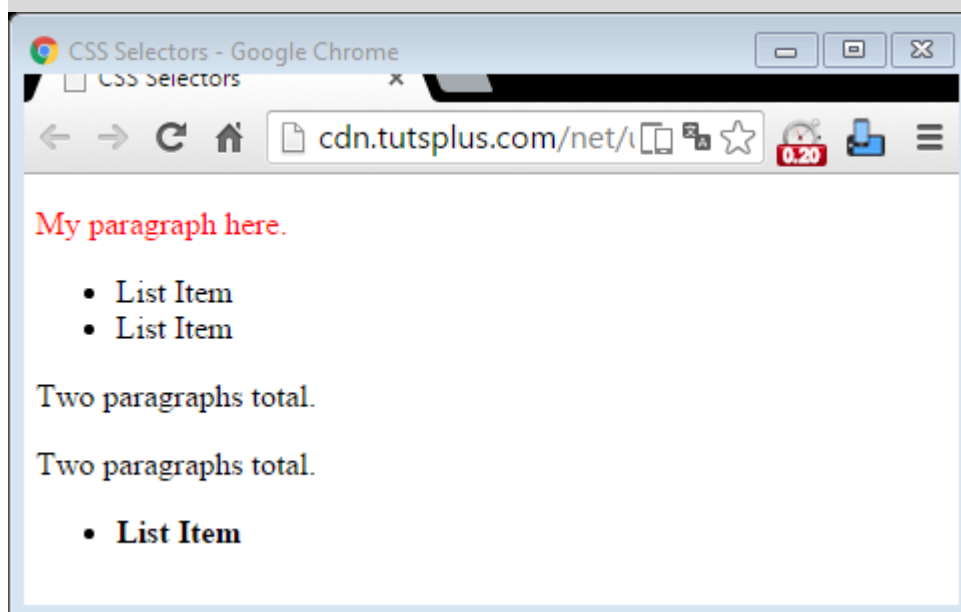 CSS Selectors - Google Chrome
CSS Selectors
cdn.tutsplus.com/net/
0.20
My paragraph here.
• List Item
• List Item
Two paragraphs total.
Two paragraphs total.
• List Item